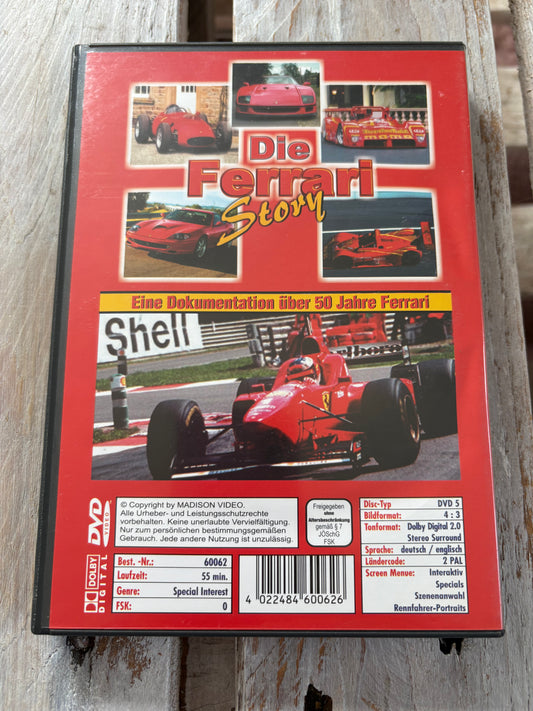 Die
Ferrari
Story
Eine Dokumentation über 50 Jahre Ferrari
Shell
Marlboro
DVD
VIDEO
DOLBY
DIGITAL
© Copyright by MADISON VIDEO.
Alle Urheber- und Leistungsschutzrechte
vorbehalten. Keine unerlaubte Vervielfältigung.
Nur zum persönlichen bestimmungsgemäßen
Gebrauch. Jede andere Nutzung ist unzulässig.
Best. -Nr.: 60062
Laufzeit: 55 min.
Genre: Special Interest
FSK: 0
4 022484 600626
Freigegeben
ohne
Altersbeschränkung
gemäß § 7
JÖSchG
FSK
Disc-Typ DVD 5
Bildformat: 4 : 3
Tonformat: Dolby Digital 2.0
Stereo Surround
Sprache: deutsch / englisch
Ländercode: 2 PAL
Screen Menue: Interaktiv
Specials
Szenenanwahl
Rennfahrer-Portraits